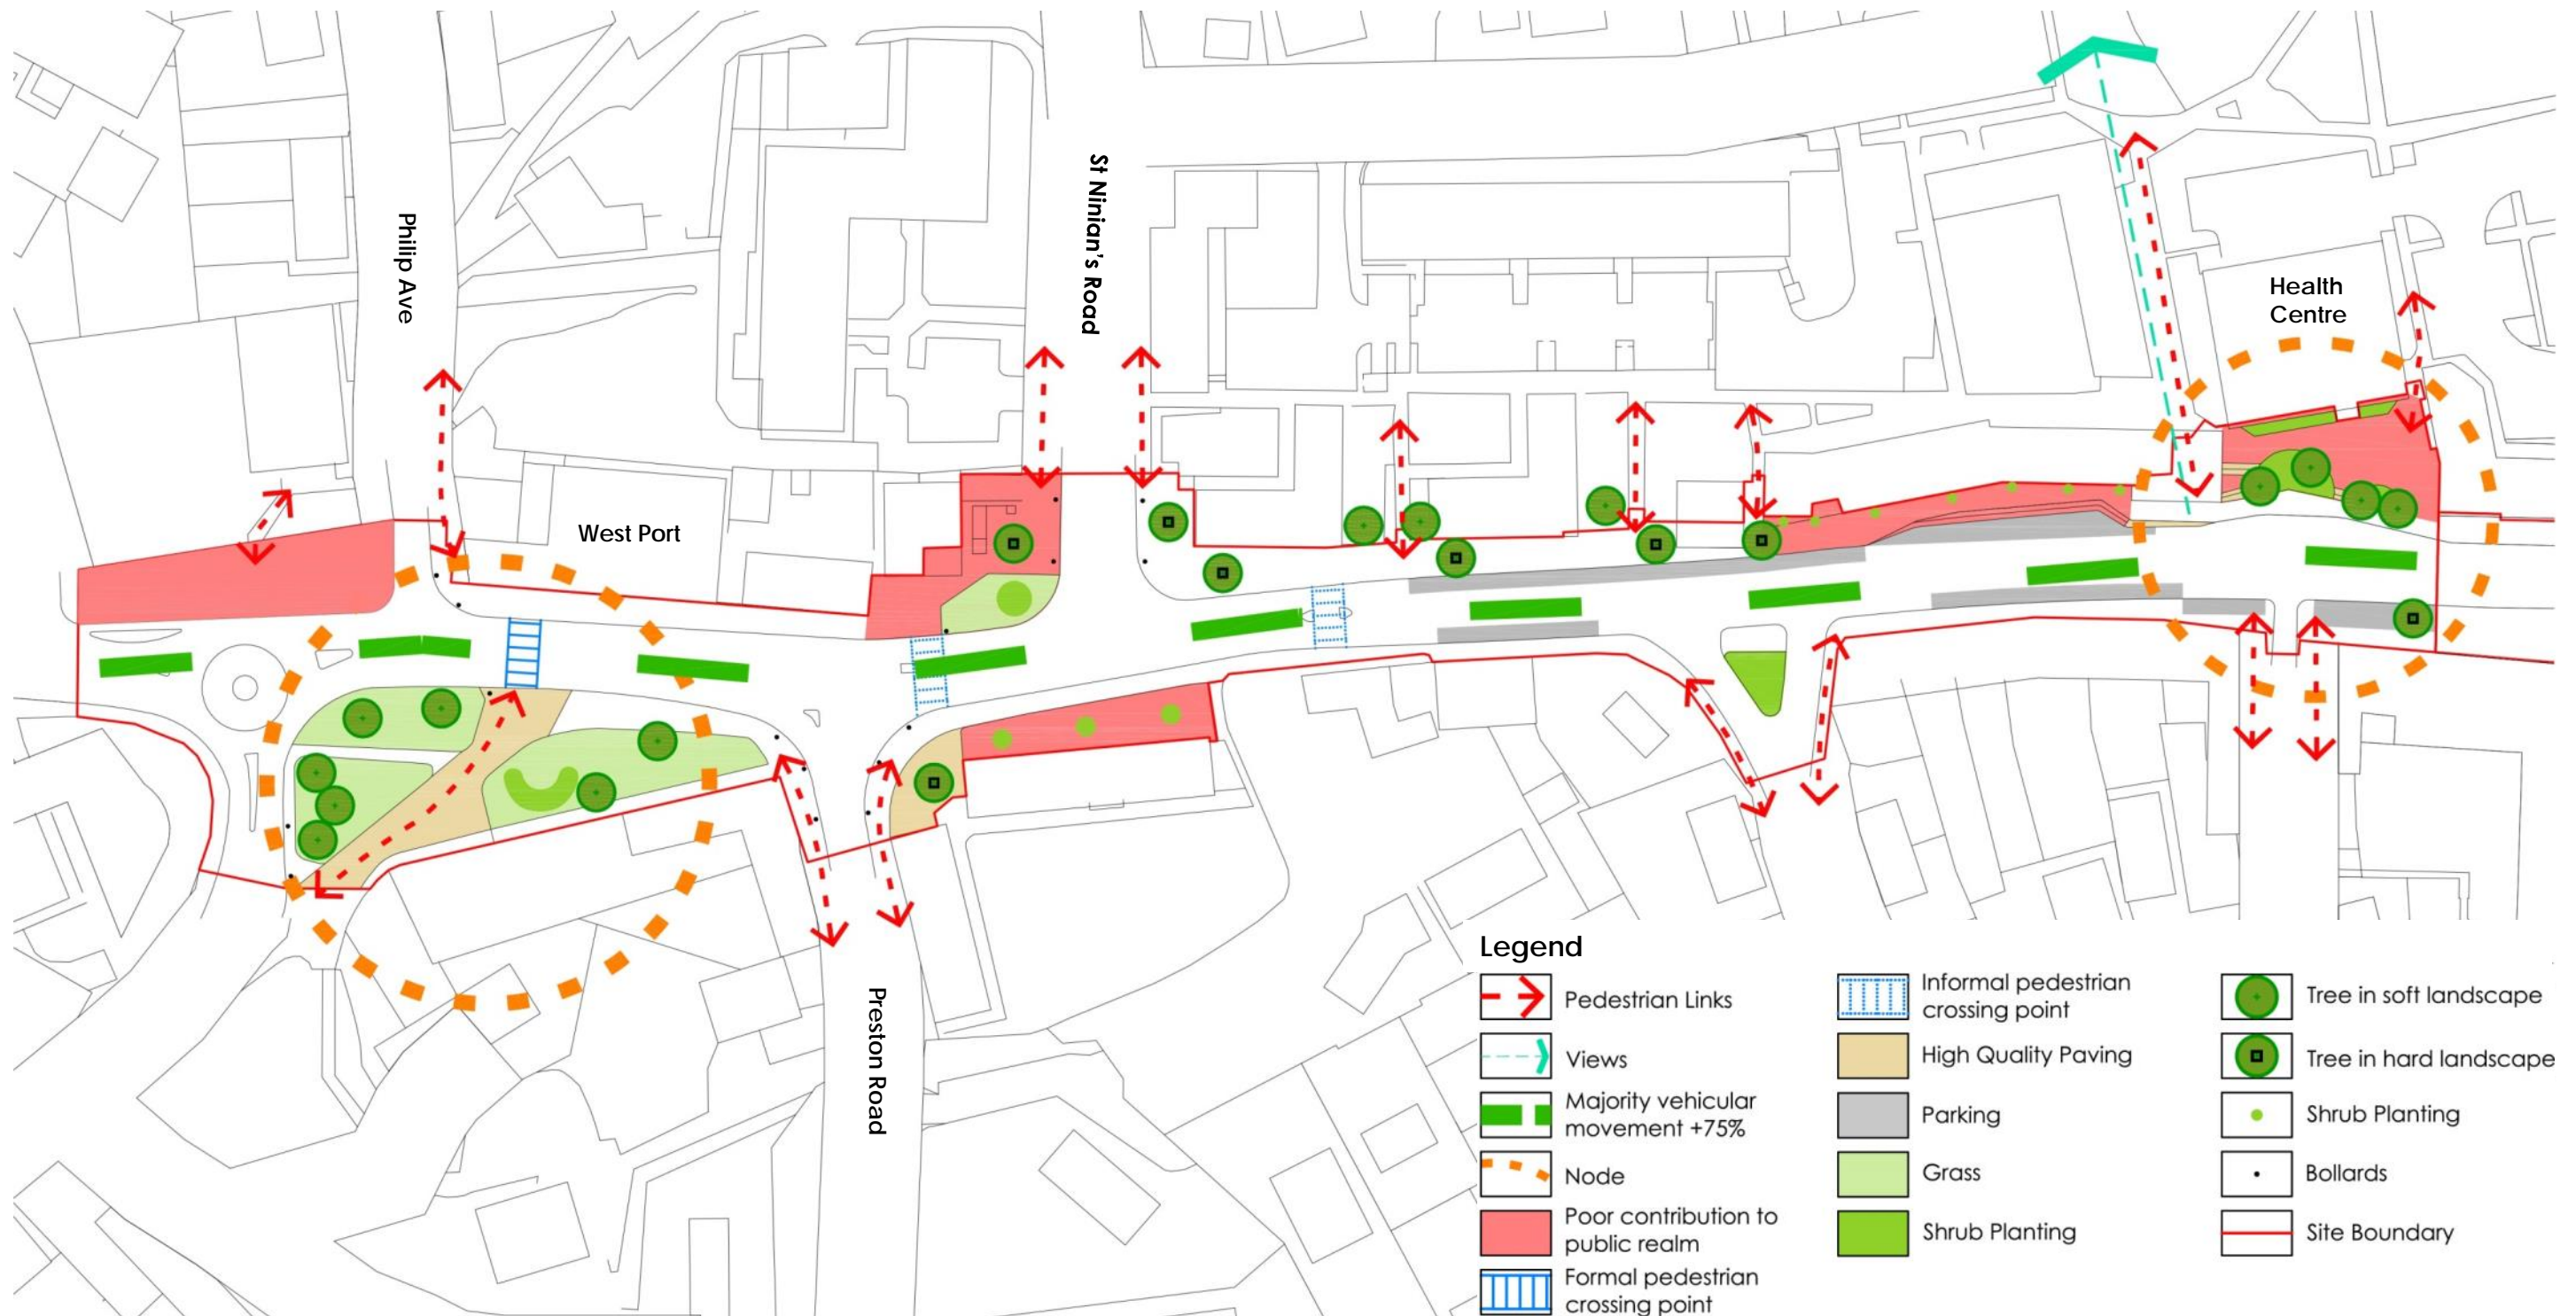 Philip Ave
St Ninian's Road
West Port
Health
Centre
Preston Road
Legend
Pedestrian Links
Views
Majority vehicular
movement +75%
Node
Poor contribution to
public realm
Formal pedestrian
crossing point
Informal pedestrian
crossing point
High Quality Paving
Parking
Grass
Shrub Planting
Tree in soft landscape
Tree in hard landscape
Shrub Planting
Bollards
Site Boundary